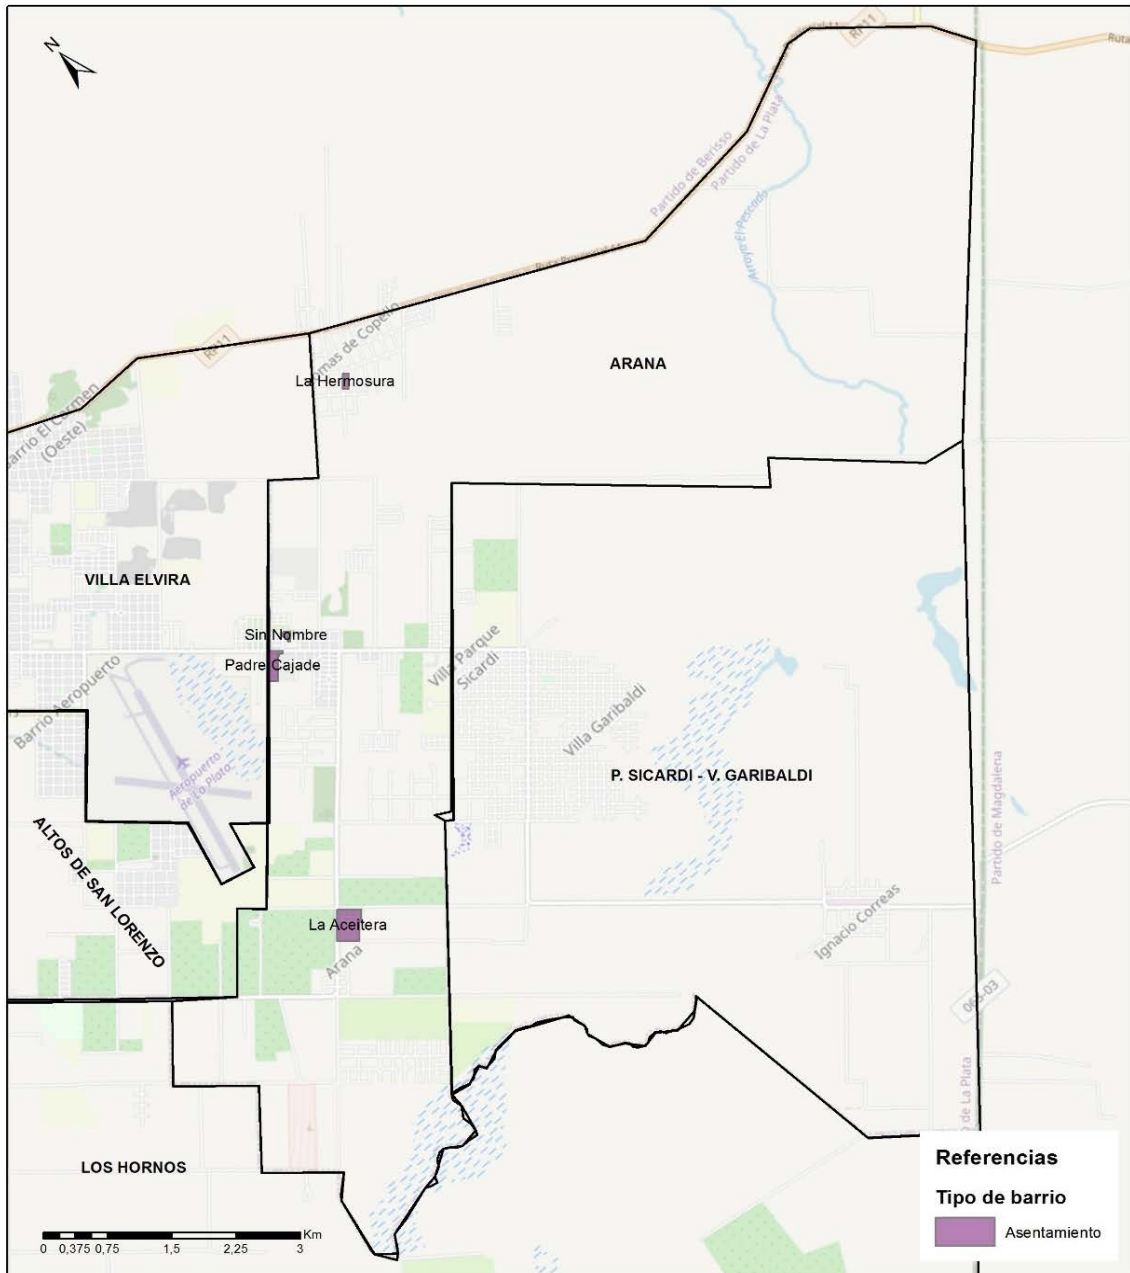 N
RP11
Ruta
Partido de Berisso
Partido de La Plata
Arroyo El Pescado
RP11
Lomas de Copello
La Hermosura
ARANA
Barrio El Carmen
(Oeste)
VILLA ELVIRA
Sin Nombre
Padre Cajade
Villa Parque
Sicardi
Barrio Aeropuerto
Villa Garibaldi
Aeropuerto
de La Plata
P. SICARDI - V. GARIBALDI
Partido de Magdalena
ALTOS DE SAN LORENZO
La Aceitera
Arana
Ignacio Correas
065-03
de La Plata
LOS HORNOS
Referencias
Tipo de barrio
Asentamiento
Km
0 0,375 0,75 1,5 2,25 3